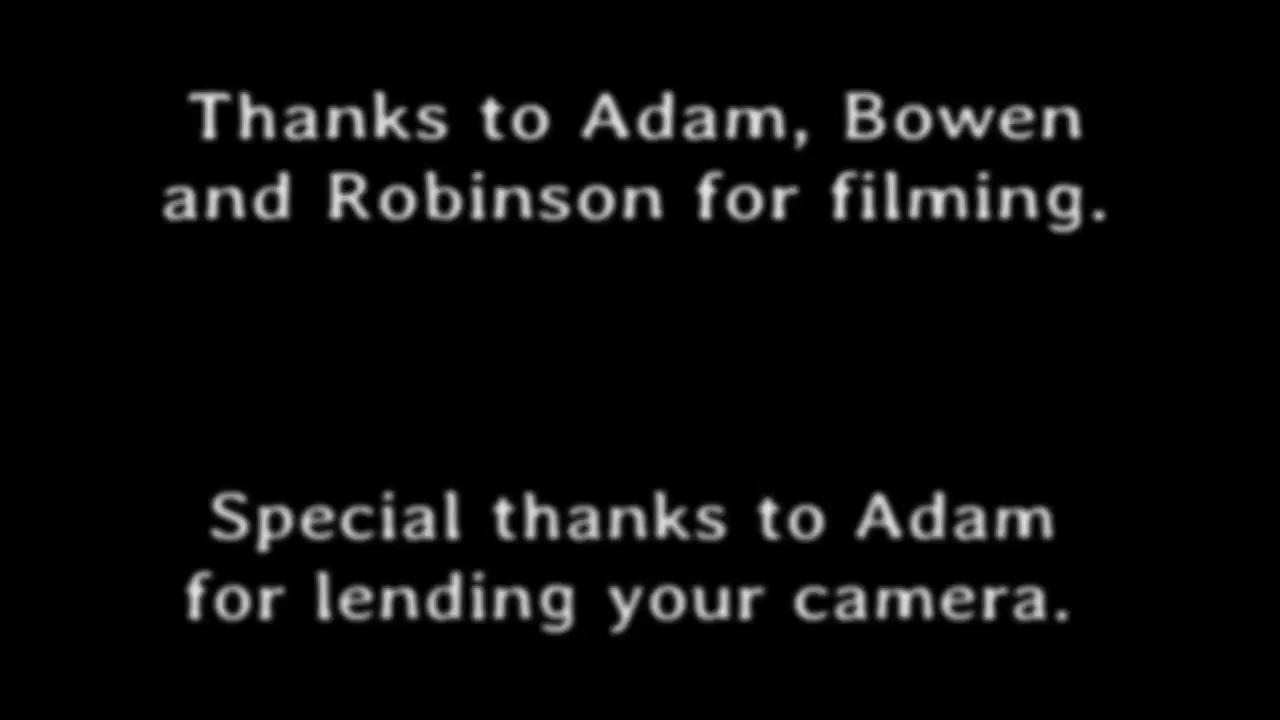 Thanks to Adam, Bowen
and Robinson for filming.
Special thanks to Adam
for lending your camera.